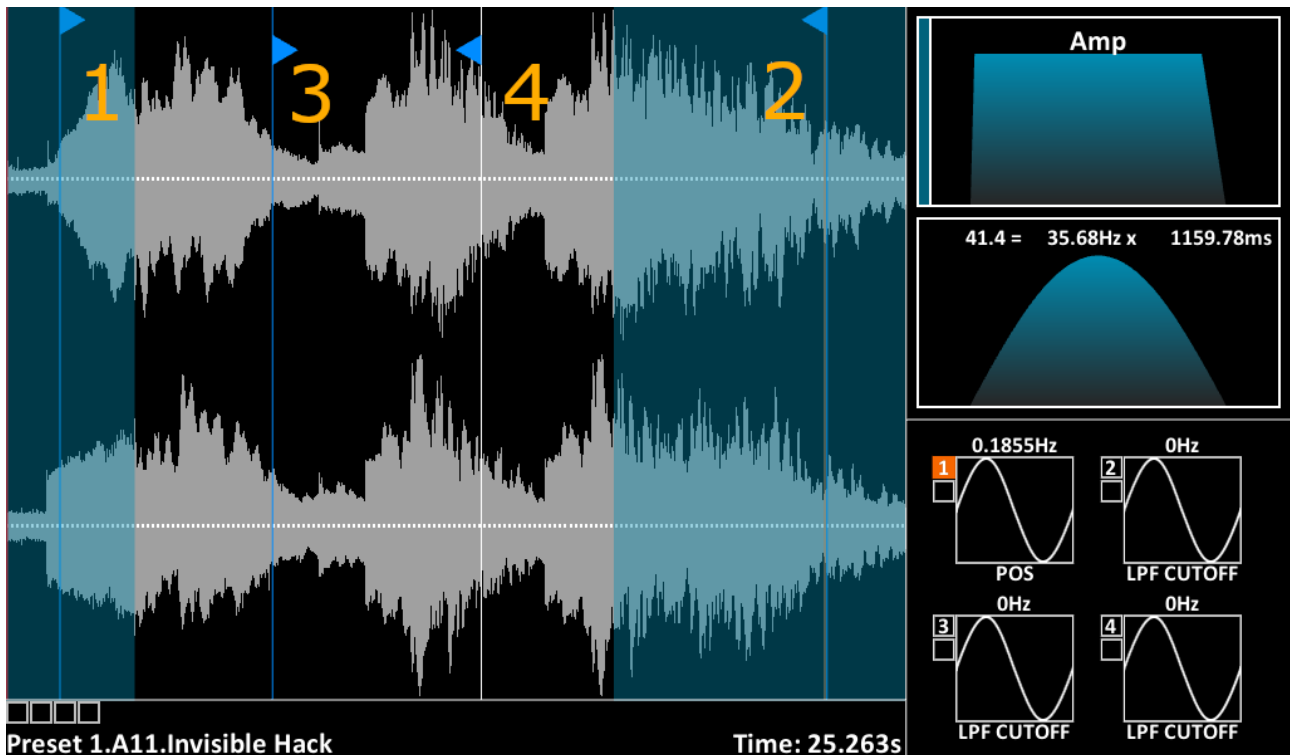 1
3
4
2
Preset 1.A11.Invisible Hack
Time: 25.263s
Amp
41.4 = 35.68Hz x 1159.78ms
0.1855Hz
1
POS
0Hz
2
LPF CUTOFF
0Hz
3
LPF CUTOFF
0Hz
4
LPF CUTOFF